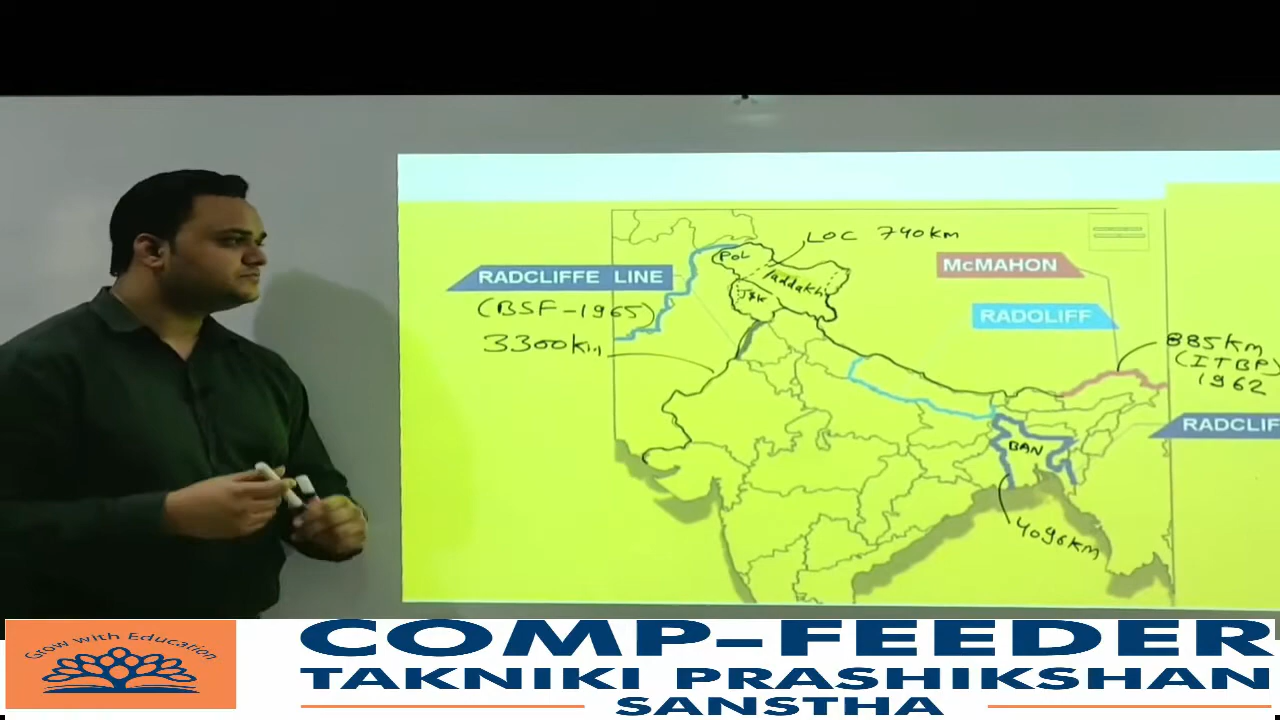 LOC 740km
POL
McMAHON
RADCLIFFE LINE
Laddakh
J&K
(BSF-1965)
RADOLIFF
3300km
885km
(ITBP)
1962
RADCLIF
BAN
4096km
Grow with Education
COMP-FEEDER
TAKNIKI PRASHIKSHAN
SANSTHA